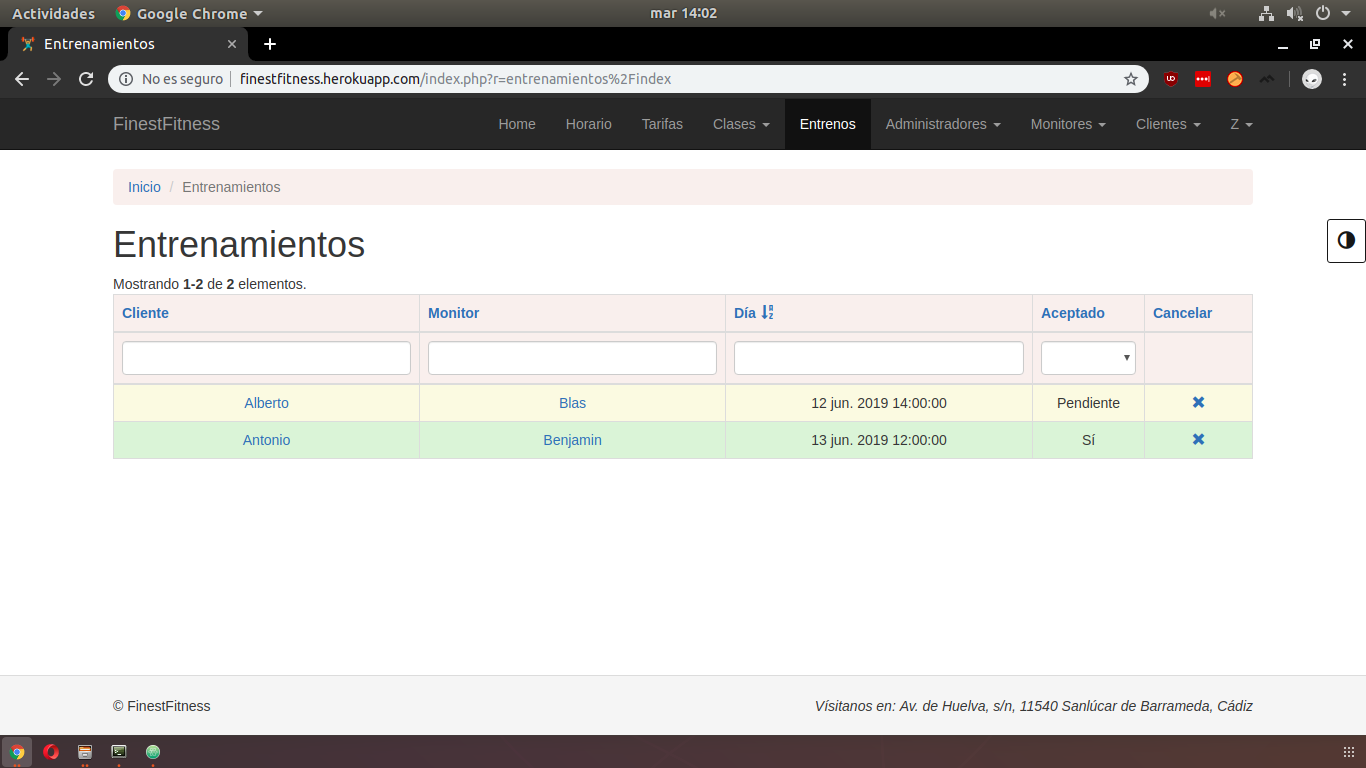 Actividades Google Chrome mar 14:02
Entrenamientos
No es seguro finestfitness.herokuapp.com/index.php?r=entrenamientos%2Findex
FinestFitness Home Horario Tarifas Clases Entrenos Administradores Monitores Clientes Z
Inicio / Entrenamientos
Entrenamientos
Mostrando 1-2 de 2 elementos.
Cliente Monitor Día Aceptado Cancelar
Alberto Blas 12 jun. 2019 14:00:00 Pendiente
Antonio Benjamin 13 jun. 2019 12:00:00 Sí
© FinestFitness Vísitanos en: Av. de Huelva, s/n, 11540 Sanlúcar de Barrameda, Cádiz